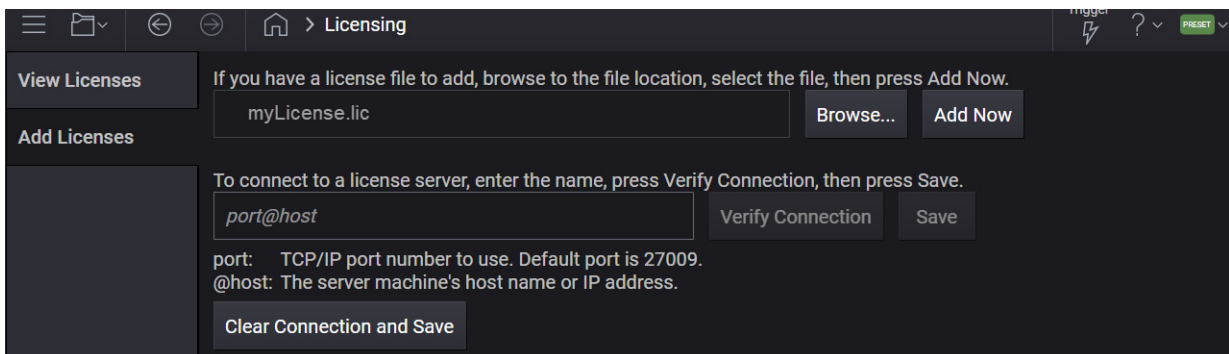 Licensing
Trigger
PRESET
View Licenses
Add Licenses
If you have a license file to add, browse to the file location, select the file, then press Add Now.
myLicense.lic
Browse...
Add Now
To connect to a license server, enter the name, press Verify Connection, then press Save.
port@host
Verify Connection
Save
port: TCP/IP port number to use. Default port is 27009.
@host: The server machine's host name or IP address.
Clear Connection and Save